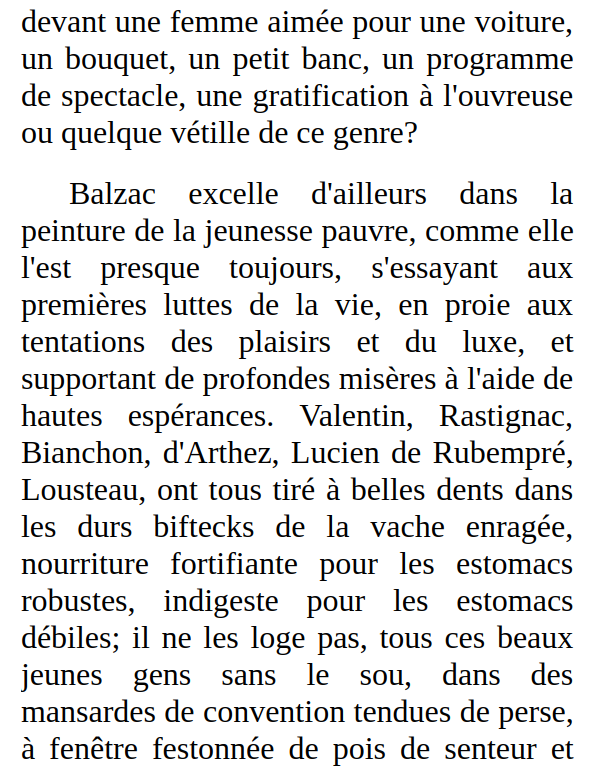 devant une femme aimée pour une voiture,
un bouquet, un petit banc, un programme
de spectacle, une gratification à l'ouvreuse
ou quelque vétille de ce genre?
Balzac excelle d'ailleurs dans la
peinture de la jeunesse pauvre, comme elle
l'est presque toujours, s'essayant aux
premières luttes de la vie, en proie aux
tentations des plaisirs et du luxe, et
supportant de profondes misères à l'aide de
hautes espérances. Valentin, Rastignac,
Bianchon, d'Arthez, Lucien de Rubempré,
Lousteau, ont tous tiré à belles dents dans
les durs biftecks de la vache enragée,
nourriture fortifiante pour les estomacs
robustes, indigeste pour les estomacs
débiles; il ne les loge pas, tous ces beaux
jeunes gens sans le sou, dans des
mansardes de convention tendues de perse,
à fenêtre festonnée de pois de senteur et